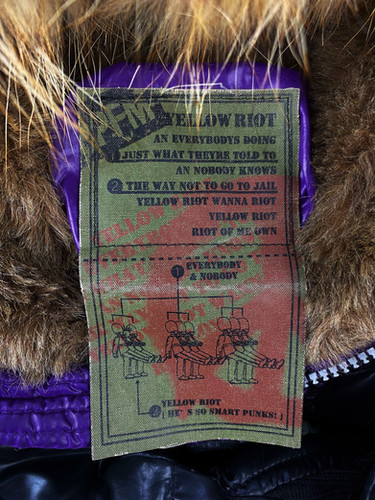 YELLOW RIOT
AN EVERYBODYS DOING
1 JUST WHAT THEYRE TOLD TO
AN NOBODY KNOWS
2 THE WAY NOT TO GO TO JAIL
YELLOW RIOT WANNA RIOT
YELLOW RIOT
RIOT OF ME OWN
1 EVERYBODY
& NOBODY
2 YELLOW RIOT
( HE'S SO SMART PUNKS! )